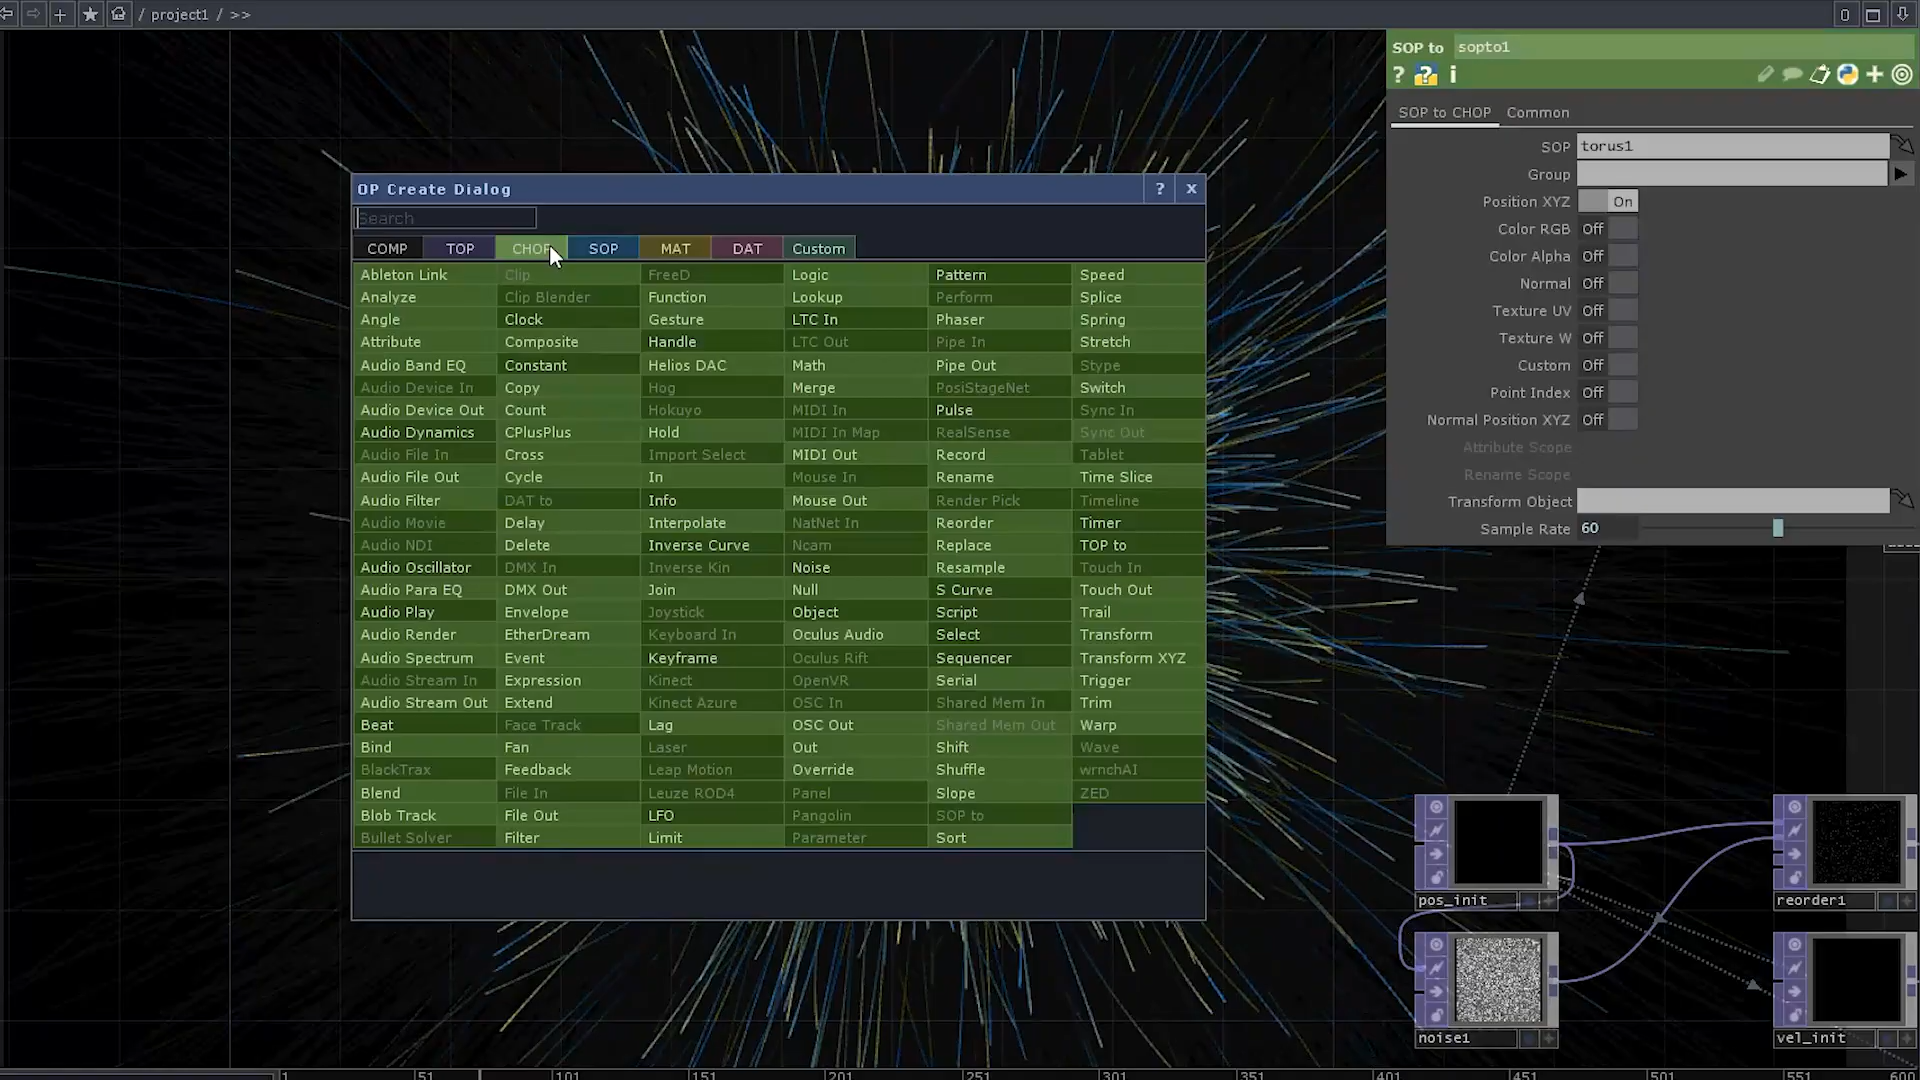 / project1 / >>
0
SOP to sopto1
? ? i
SOP to CHOP Common
SOP torus1
Group
Position XYZ On
Color RGB Off
Color Alpha Off
Normal Off
Texture UV Off
Texture W Off
Custom Off
Point Index Off
Normal Position XYZ Off
Attribute Scope
Rename Scope
Transform Object
Sample Rate 60
OP Create Dialog ? x
Search
COMP TOP CHOP SOP MAT DAT Custom
Ableton Link Clip FreeD Logic Pattern Speed
Analyze Clip Blender Function Lookup Perform Splice
Angle Clock Gesture LTC In Phaser Spring
Attribute Composite Handle LTC Out Pipe In Stretch
Audio Band EQ Constant Helios DAC Math Pipe Out Stype
Audio Device In Copy Hog Merge PosiStageNet Switch
Audio Device Out Count Hokuyo MIDI In Pulse Sync In
Audio Dynamics CPlusPlus Hold MIDI In Map RealSense Sync Out
Audio File In Cross Import Select MIDI Out Record Tablet
Audio File Out Cycle In Mouse In Rename Time Slice
Audio Filter DAT to Info Mouse Out Render Pick Timeline
Audio Movie Delay Interpolate NatNet In Reorder Timer
Audio NDI Delete Inverse Curve Ncam Replace TOP to
Audio Oscillator DMX In Inverse Kin Noise Resample Touch In
Audio Para EQ DMX Out Join Null S Curve Touch Out
Audio Play Envelope Joystick Object Script Trail
Audio Render EtherDream Keyboard In Oculus Audio Select Transform
Audio Spectrum Event Keyframe Oculus Rift Sequencer Transform XYZ
Audio Stream In Expression Kinect OpenVR Serial Trigger
Audio Stream Out Extend Kinect Azure OSC In Shared Mem In Trim
Beat Face Track Lag OSC Out Shared Mem Out Warp
Bind Fan Laser Out Shift Wave
BlackTrax Feedback Leap Motion Override Shuffle wrnchAI
Blend File In Leuze ROD4 Panel Slope ZED
Blob Track File Out LFO Pangolin SOP to
Bullet Solver Filter Limit Parameter Sort
pos_init reorder1
noise1 vel_init
1 51 101 151 201 251 301 351 401 451 501 551 600